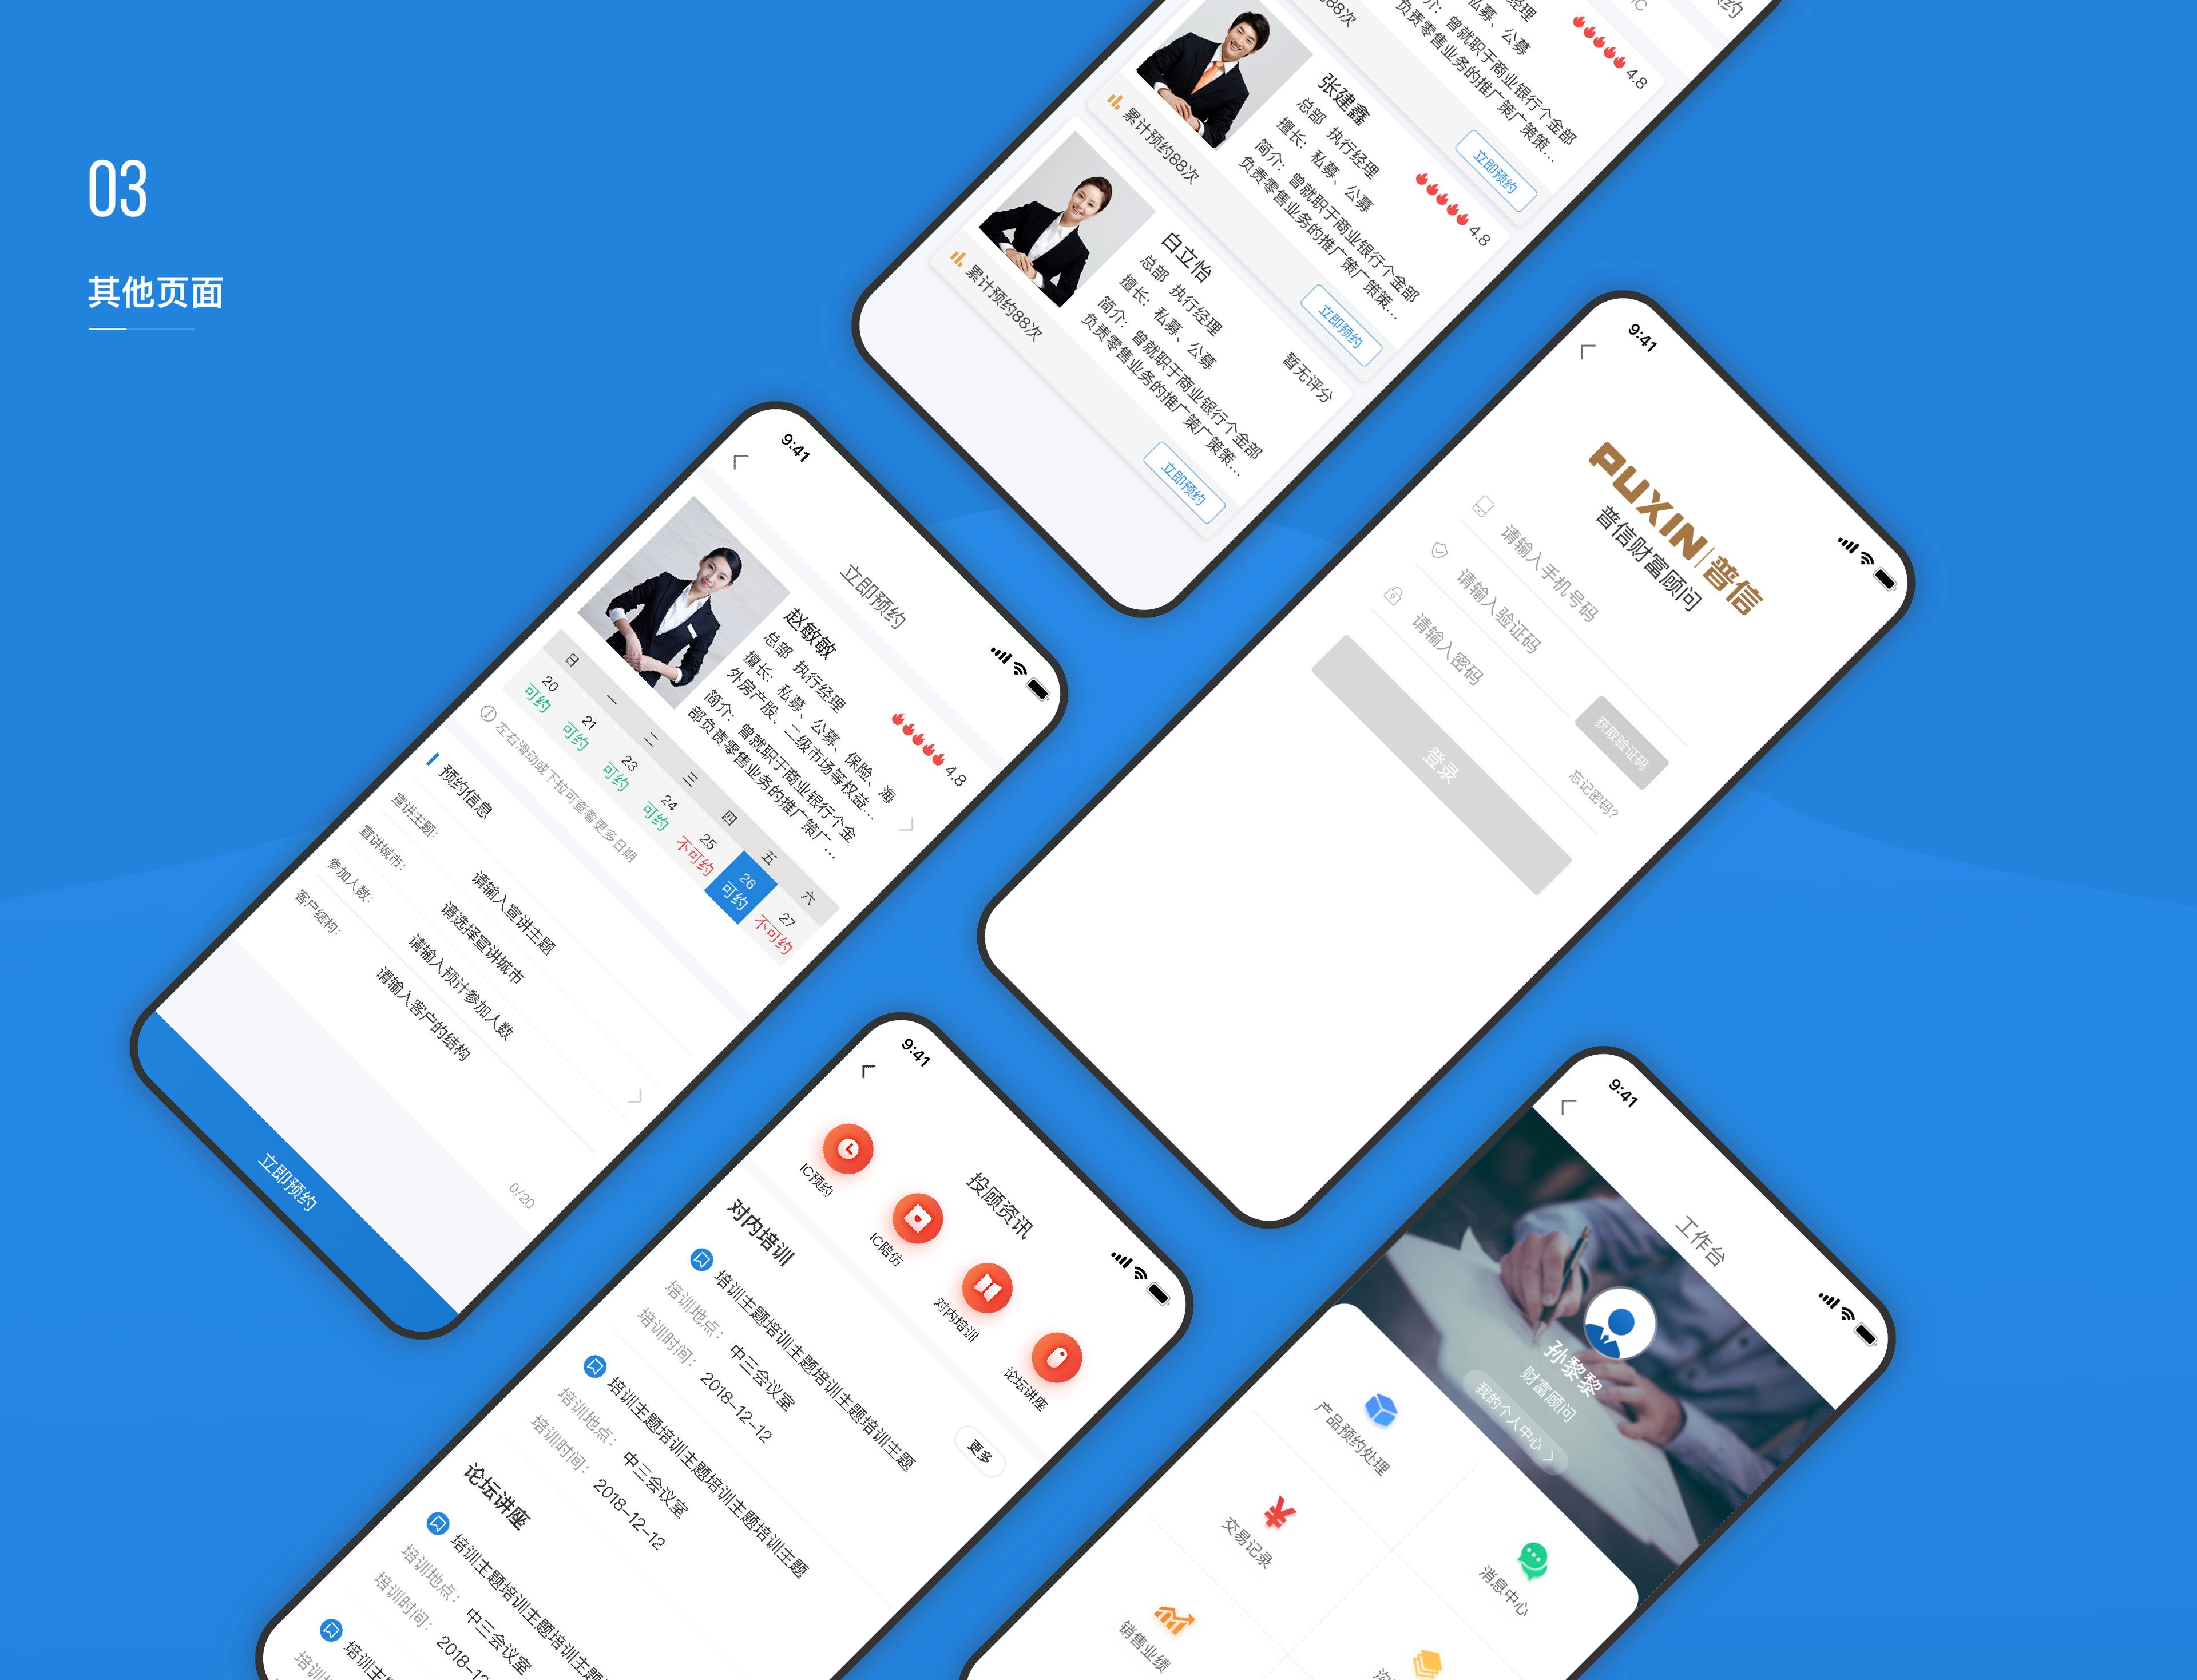 03
其他页面
4.8
简介：曾就职于商业银行个金部
负责零售业务的推广策广策策...
立即预约
张建鑫
总部 执行经理
擅长：私募、公募
简介：曾就职于商业银行个金部
负责零售业务的推广策广策策...
4.8
累计预约88次
立即预约
白立怡
总部 执行经理
擅长：私募、公募
简介：曾就职于商业银行个金部
负责零售业务的推广策广策策...
暂无评分
累计预约88次
立即预约
9:41
立即预约
赵敏敏
总部 执行经理
擅长：私募、公募、保险、海
外房产股、二级市场等权益...
简介：曾就职于商业银行个金
部负责零售业务的推广策广...
4.8
日 一 二 三 四 五 六
20 21 23 24 25 26 27
可约 可约 可约 可约 不可约 可约 不可约
左右滑动或下拉可查看更多日期
预约信息
宣讲主题： 请输入宣讲主题
宣讲城市： 请选择宣讲城市
参加人数： 请输入预计参加人数
客户结构： 请输入客户的结构
0/20
立即预约
9:41
PUXIN|普信
普信财富顾问
请输入手机号码
请输入验证码
获取验证码
请输入密码
忘记密码?
登录
9:41
投顾资讯
IC预约
IC陪仿
对内培训
论坛讲座
对内培训
更多
培训主题培训主题培训主题培训主题
培训地点： 中三会议室
培训时间： 2018-12-12
培训主题培训主题培训主题培训主题
培训地点： 中三会议室
培训时间： 2018-12-12
论坛讲座
培训主题培训主题培训主题
培训地点： 中三会议室
培训时间： 2018-12
培训主
9:41
工作台
孙黎黎
财富顾问
我的个人中心
产品预约处理
消息中心
交易记录
销售业绩